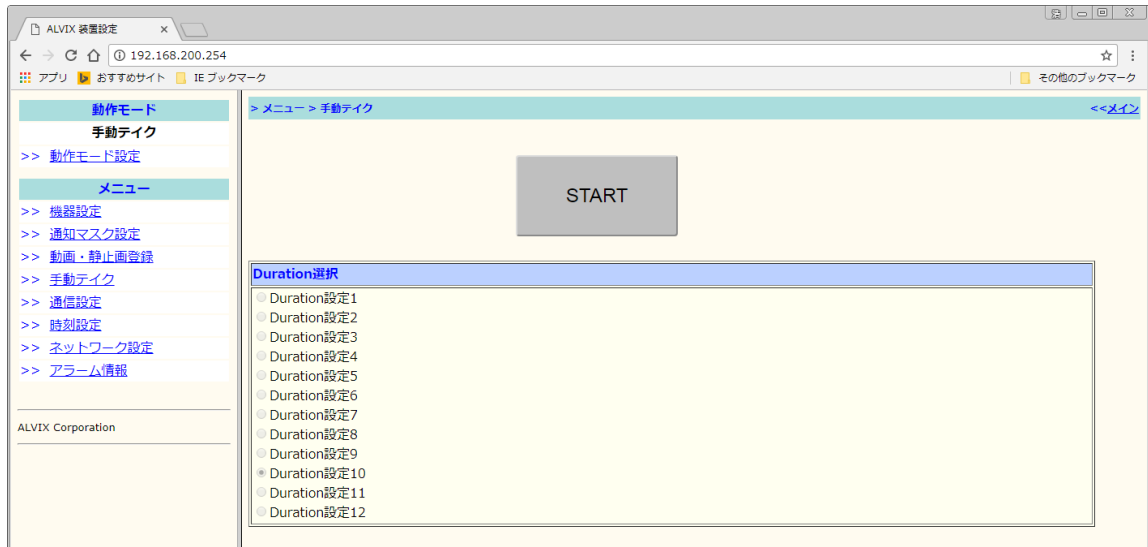 ALVIX 装置設定
192.168.200.254
アプリ おすすめサイト IE ブックマーク その他のブックマーク
動作モード
手動テイク
>> 動作モード設定
メニュー
>> 機器設定
>> 通知マスク設定
>> 動画・静止画登録
>> 手動テイク
>> 通信設定
>> 時刻設定
>> ネットワーク設定
>> アラーム情報
ALVIX Corporation
> メニュー > 手動テイク <<メイン
START
Duration選択
Duration設定1
Duration設定2
Duration設定3
Duration設定4
Duration設定5
Duration設定6
Duration設定7
Duration設定8
Duration設定9
Duration設定10
Duration設定11
Duration設定12